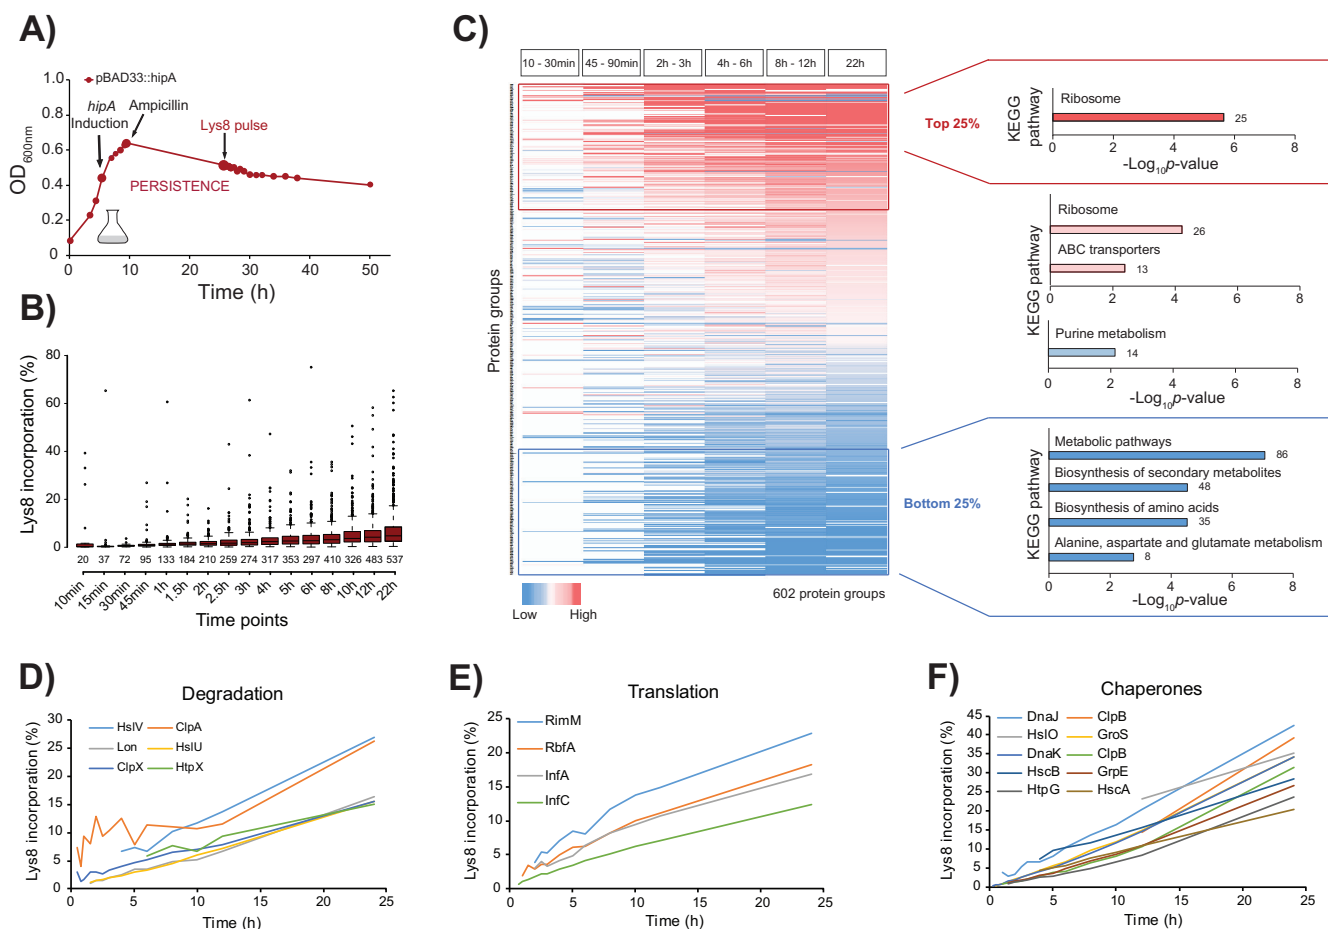 A)
pBAD33::hipA
hipA
Induction
Ampicillin
Lys8 pulse
PERSISTENCE
OD600nm
1.0
0.8
0.6
0.4
0.2
0
0 10 20 30 40 50
Time (h)
B)
Lys8 incorporation (%)
80
60
40
20
0
20 37 72 95 133 184 210 259 274 317 353 297 410 326 483 537
10min 15min 30min 45min 1h 1.5h 2h 2.5h 3h 4h 5h 6h 8h 10h 12h 22h
Time points
C)
10 - 30min 45 - 90min 2h - 3h 4h - 6h 8h - 12h 22h
Protein groups
Top 25%
Bottom 25%
Low High
602 protein groups
KEGG pathway
Ribosome
25
0 2 4 6 8
-Log10p-value
KEGG pathway
Ribosome
26
ABC transporters
13
0 2 4 6 8
Purine metabolism
14
0 2 4 6 8
-Log10p-value
KEGG pathway
Metabolic pathways
86
Biosynthesis of secondary metabolites
48
Biosynthesis of amino acids
35
Alanine, aspartate and glutamate metabolism
8
0 2 4 6 8
-Log10p-value
D)
Degradation
Lys8 incorporation (%)
30
25
20
15
10
5
0
HslV ClpA
Lon HslU
ClpX HtpX
0 5 10 15 20 25
Time (h)
E)
Translation
Lys8 incorporation (%)
25
20
15
10
5
0
RimM
RbfA
InfA
InfC
0 5 10 15 20 25
Time (h)
F)
Chaperones
Lys8 incorporation (%)
45
40
35
30
25
20
15
10
5
0
DnaJ ClpB
HslO GroS
DnaK ClpB
HscB GrpE
HtpG HscA
0 5 10 15 20 25
Time (h)